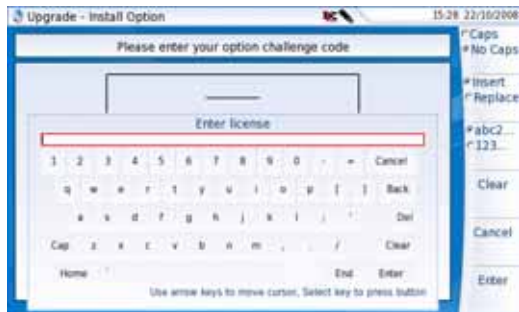 Upgrade - Install Option
15:28 22/10/2008
Please enter your option challenge code
Enter license
1 2 3 4 5 6 7 8 9 0 - = Cancel
q w e r t y u i o p [ ] Back
a s d f g h j k l ; ' Del
Cap z x c v b n m , . / Clear
Home End Enter
Use arrow keys to move cursor, Select key to press button
Caps
No Caps
Insert
Replace
abc2...
123...
Clear
Cancel
Enter